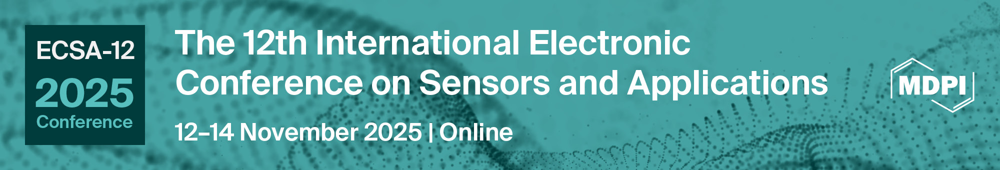 ECSA-12
2025
Conference
The 12th International Electronic
Conference on Sensors and Applications
12–14 November 2025 | Online
MDPI